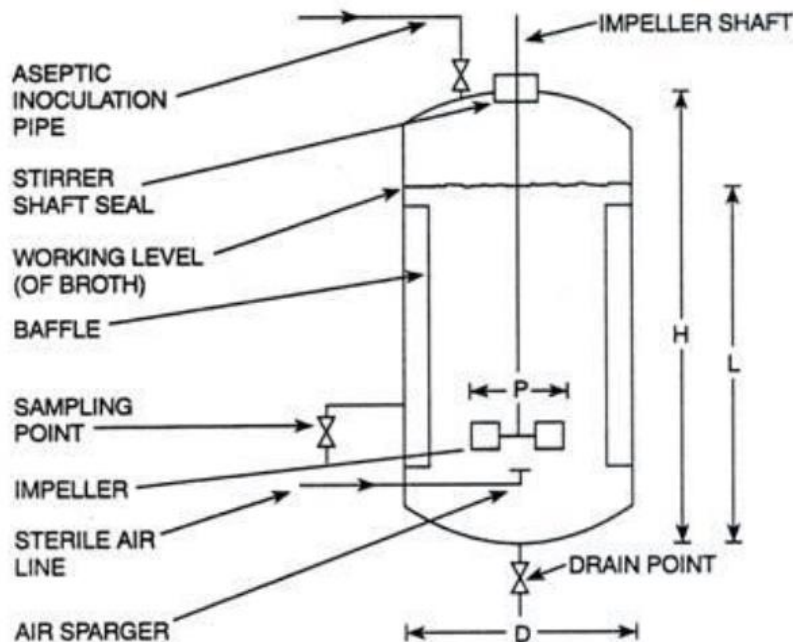 IMPELLER SHAFT
ASEPTIC
INOCULATION
PIPE
STIRRER
SHAFT SEAL
WORKING LEVEL
(OF BROTH)
BAFFLE
H
L
P
SAMPLING
POINT
IMPELLER
STERILE AIR
LINE
DRAIN POINT
AIR SPARGER
D